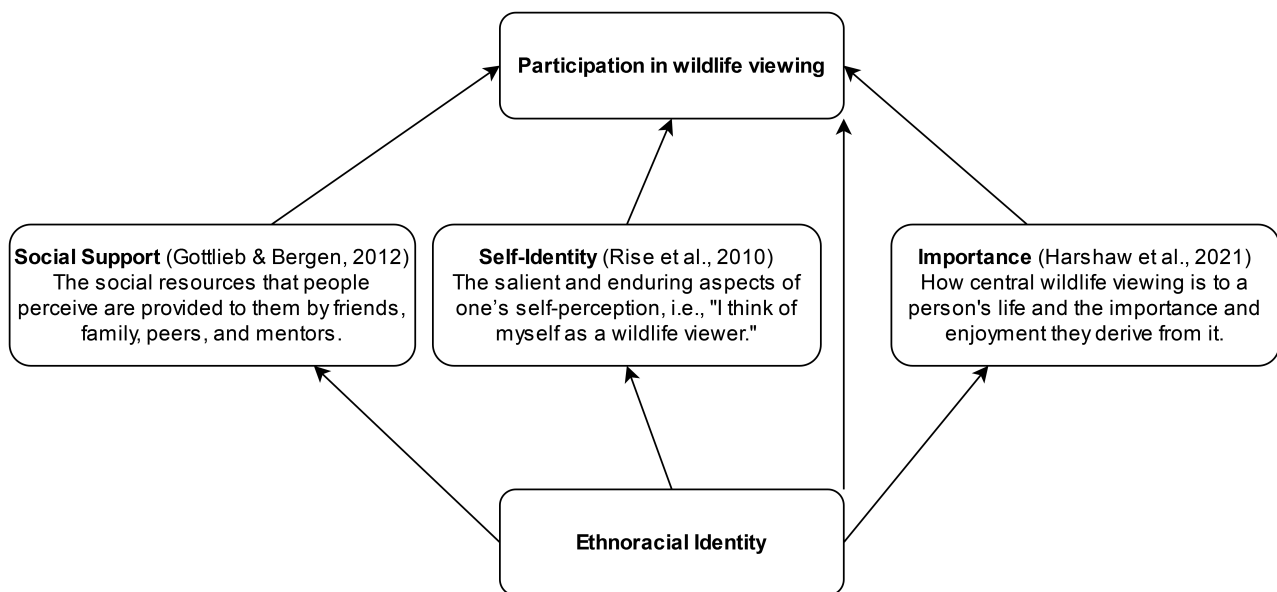 Participation in wildlife viewing
Social Support (Gottlieb & Bergen, 2012)
The social resources that people
perceive are provided to them by friends,
family, peers, and mentors.
Self-Identity (Rise et al., 2010)
The salient and enduring aspects of
one’s self-perception, i.e., "I think of
myself as a wildlife viewer."
Importance (Harshaw et al., 2021)
How central wildlife viewing is to a
person's life and the importance and
enjoyment they derive from it.
Ethnoracial Identity